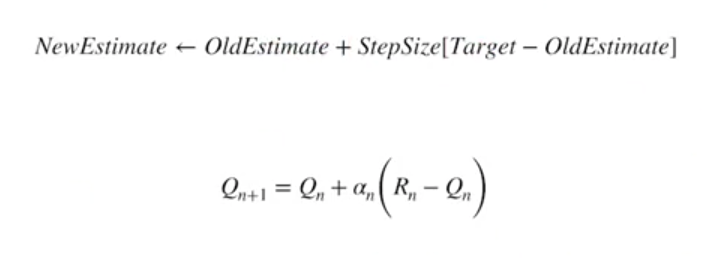 NewEstimate ← OldEstimate + StepSize[Target − OldEstimate]
Qₙ₊₁ = Qₙ + αₙ(Rₙ − Qₙ)